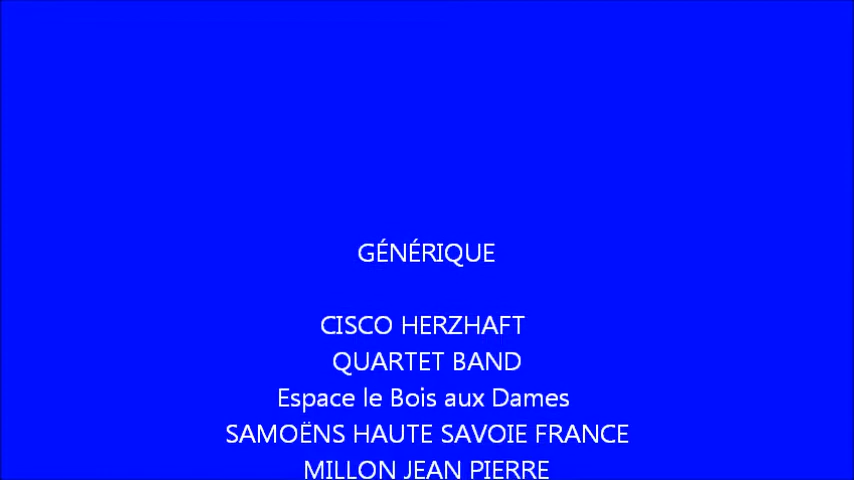 GÉNÉRIQUE
CISCO HERZHAFT
QUARTET BAND
Espace le Bois aux Dames
SAMOËNS HAUTE SAVOIE FRANCE
MILLON JEAN PIERRE